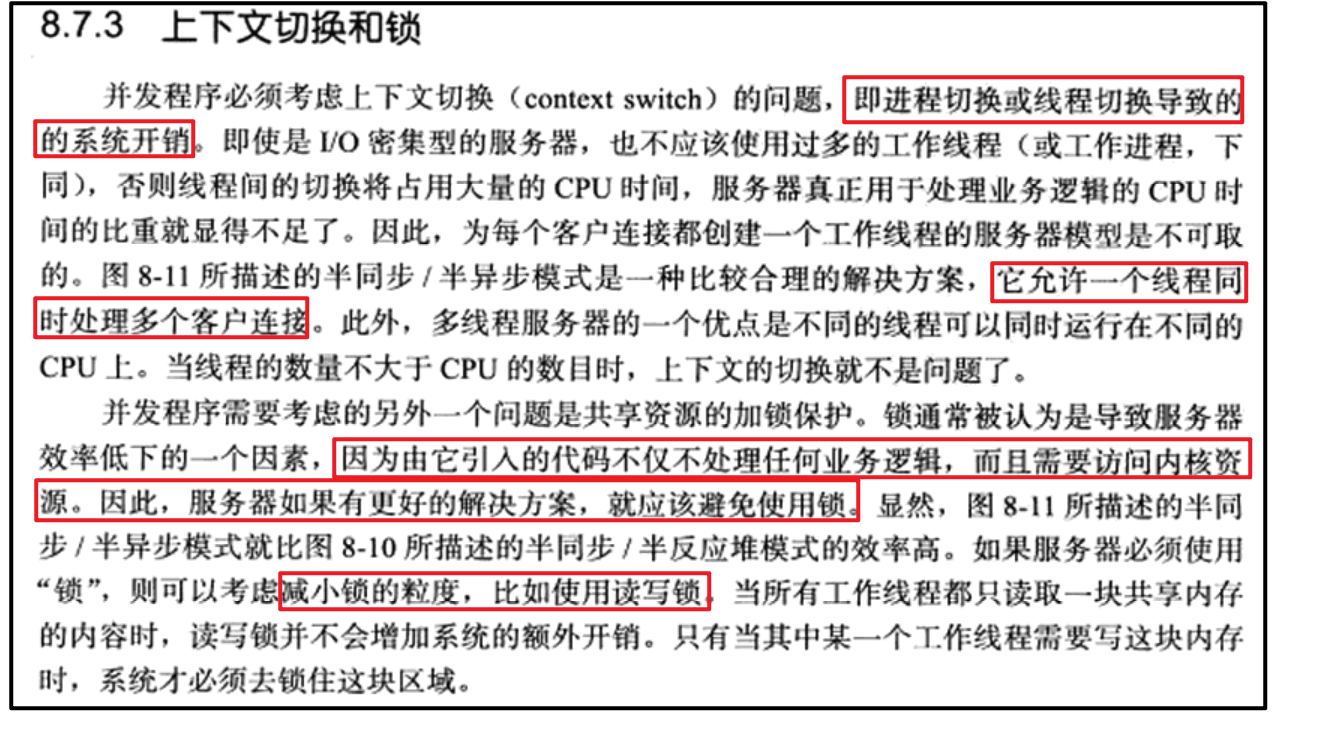 8.7.3 上下文切换和锁
并发程序必须考虑上下文切换（context switch）的问题，即进程切换或线程切换导致的
的系统开销。即使是 I/O 密集型的服务器，也不应该使用过多的工作线程（或工作进程，下
同），否则线程间的切换将占用大量的 CPU 时间，服务器真正用于处理业务逻辑的 CPU 时
间的比重就显得不足了。因此，为每个客户连接都创建一个工作线程的服务器模型是不可取
的。图 8-11 所描述的半同步 / 半异步模式是一种比较合理的解决方案，它允许一个线程同
时处理多个客户连接。此外，多线程服务器的一个优点是不同的线程可以同时运行在不同的
CPU 上。当线程的数量不大于 CPU 的数目时，上下文的切换就不是问题了。
并发程序需要考虑的另外一个问题是共享资源的加锁保护。锁通常被认为是导致服务器
效率低下的一个因素，因为由它引入的代码不仅不处理任何业务逻辑，而且需要访问内核资
源。因此，服务器如果有更好的解决方案，就应该避免使用锁。显然，图 8-11 所描述的半同
步 / 半异步模式就比图 8-10 所描述的半同步 / 半反应堆模式的效率高。如果服务器必须使用
“锁”，则可以考虑减小锁的粒度，比如使用读写锁。当所有工作线程都只读取一块共享内存
的内容时，读写锁并不会增加系统的额外开销。只有当其中某一个工作线程需要写这块内存
时，系统才必须去锁住这块区域。